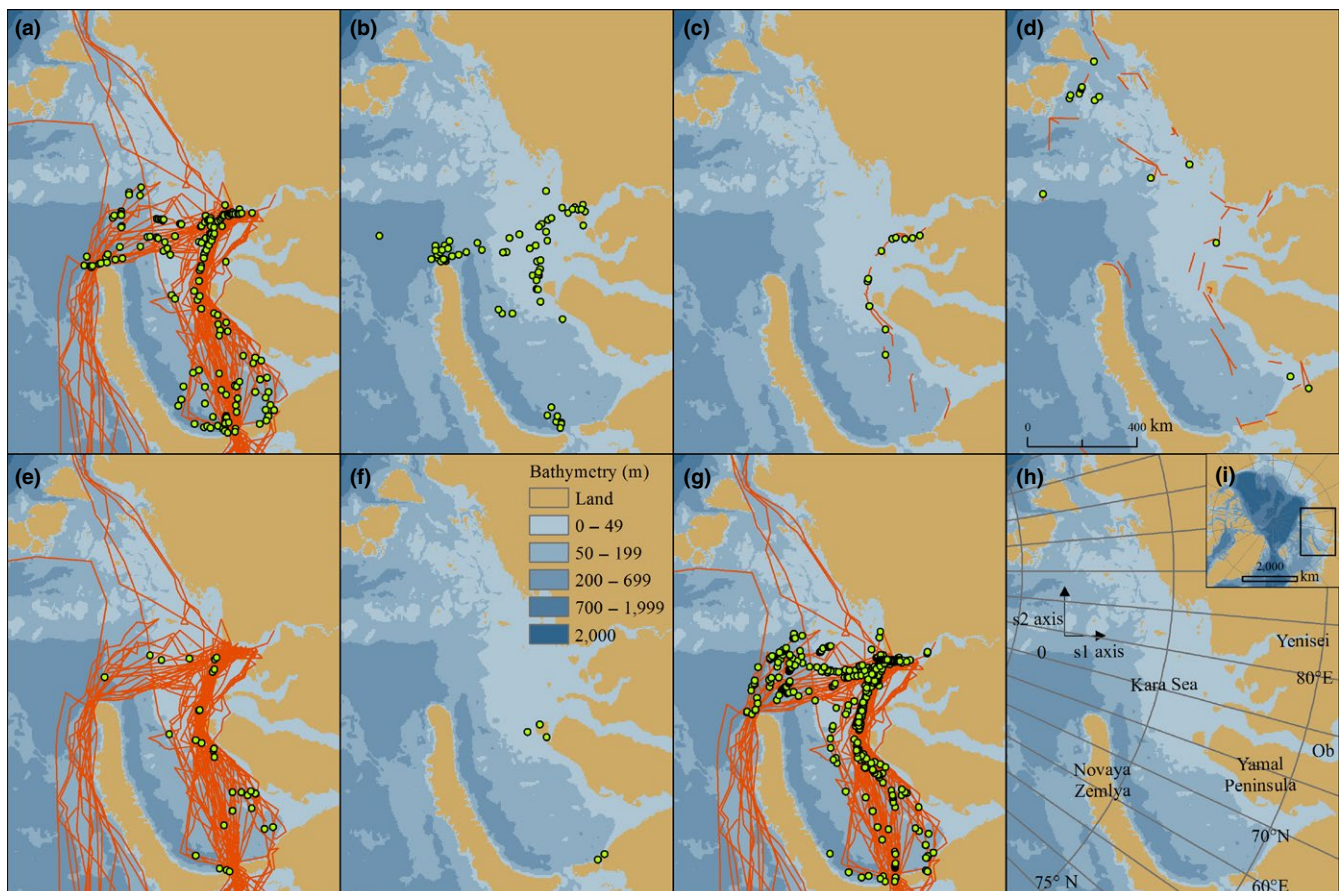 (a)
(b)
(c)
(d)
0
400 km
(e)
(f)
Bathymetry (m)
Land
0 – 49
50 – 199
200 – 699
700 – 1,999
2,000
(g)
(h)
(i)
2,000
km
s2 axis
0
s1 axis
Yenisei
80°E
Kara Sea
Ob
Yamal
Peninsula
Novaya
Zemlya
70°N
75° N
60°E